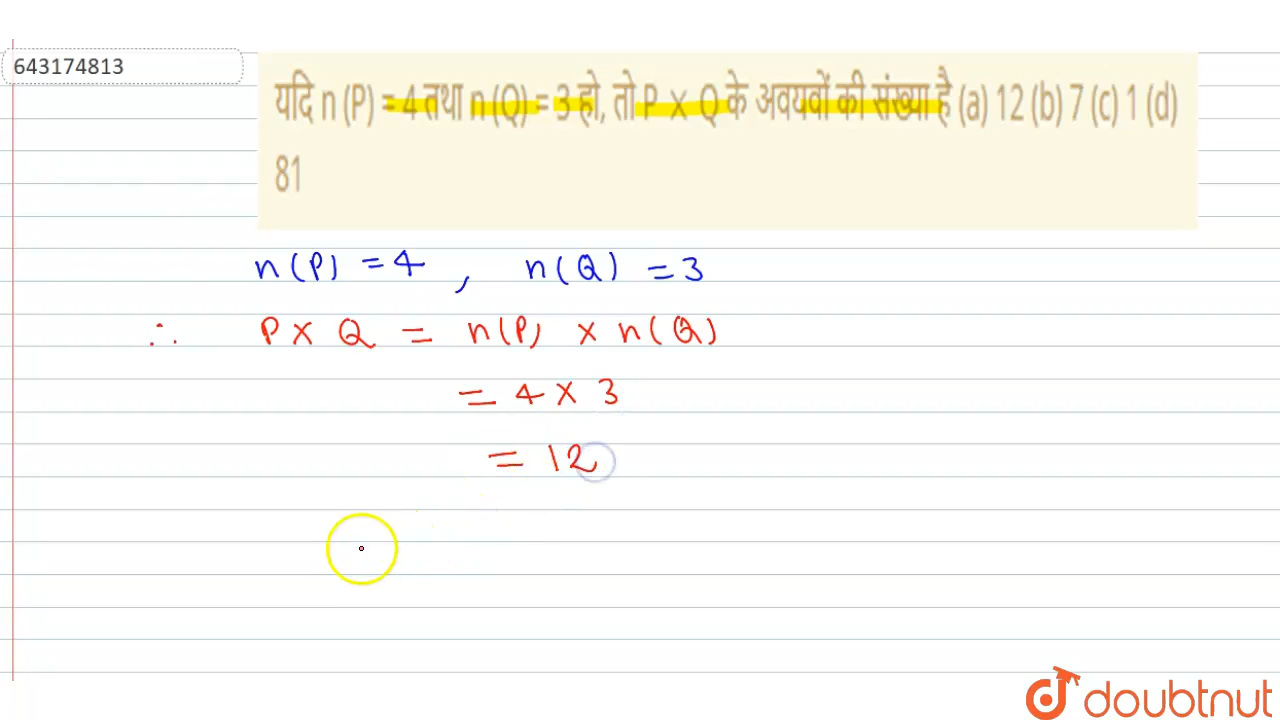 643174813
यदि n (P) = 4 तथा n (Q) = 3 हो, तो P × Q के अवयवों की संख्या है (a) 12 (b) 7 (c) 1 (d)
81
n(P) = 4 , n(Q) = 3
∴ P × Q = n(P) × n(Q)
= 4 × 3
= 12
doubtnut